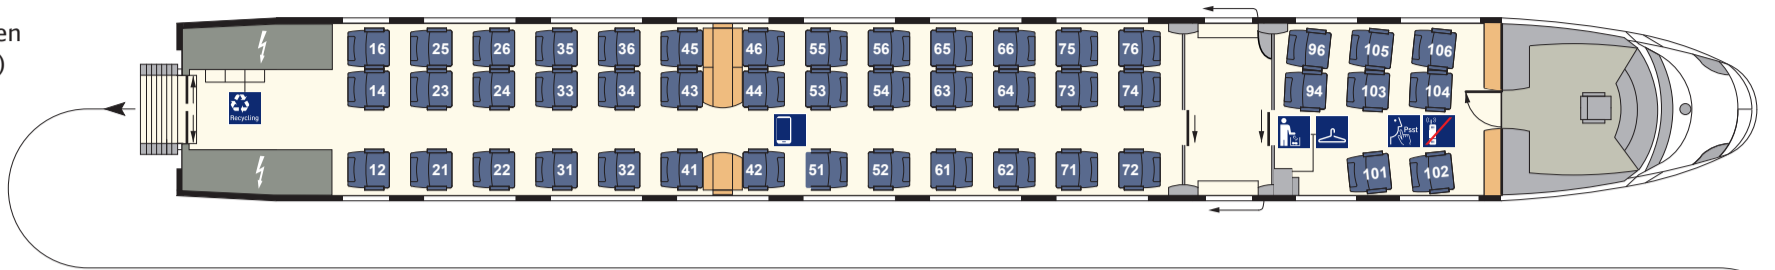 en
)
16 25 26 35 36 45 46 55 56 65 66 75 76 96 105 106
14 23 24 33 34 43 44 53 54 63 64 73 74 94 103 104
Recycling
Psst
12 21 22 31 32 41 42 51 52 61 62 71 72 101 102